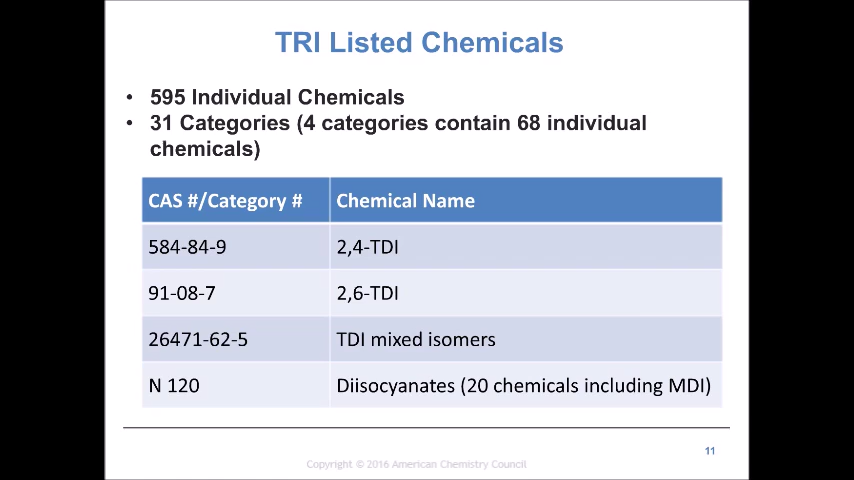 TRI Listed Chemicals
• 595 Individual Chemicals
• 31 Categories (4 categories contain 68 individual
chemicals)
CAS #/Category # Chemical Name
584-84-9 2,4-TDI
91-08-7 2,6-TDI
26471-62-5 TDI mixed isomers
N 120 Diisocyanates (20 chemicals including MDI)
11
Copyright © 2016 American Chemistry Council